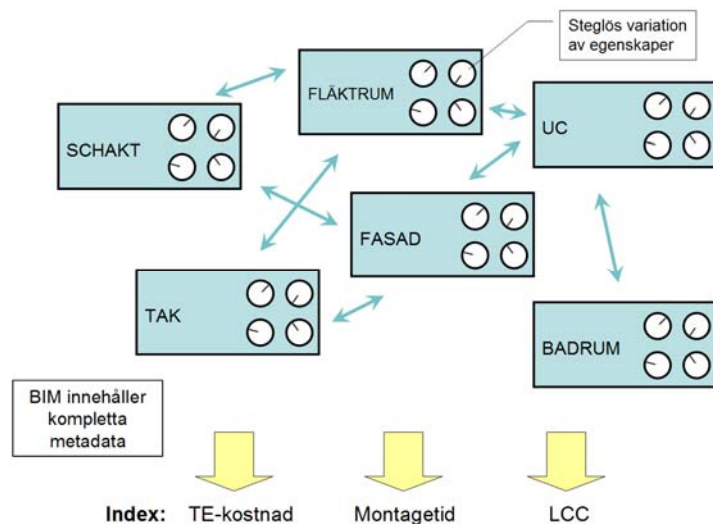 Steglös variation
av egenskaper
FLÄKTRUM
UC
SCHAKT
FASAD
TAK
BADRUM
BIM innehåller
kompletta
metadata
Index: TE-kostnad Montagetid LCC